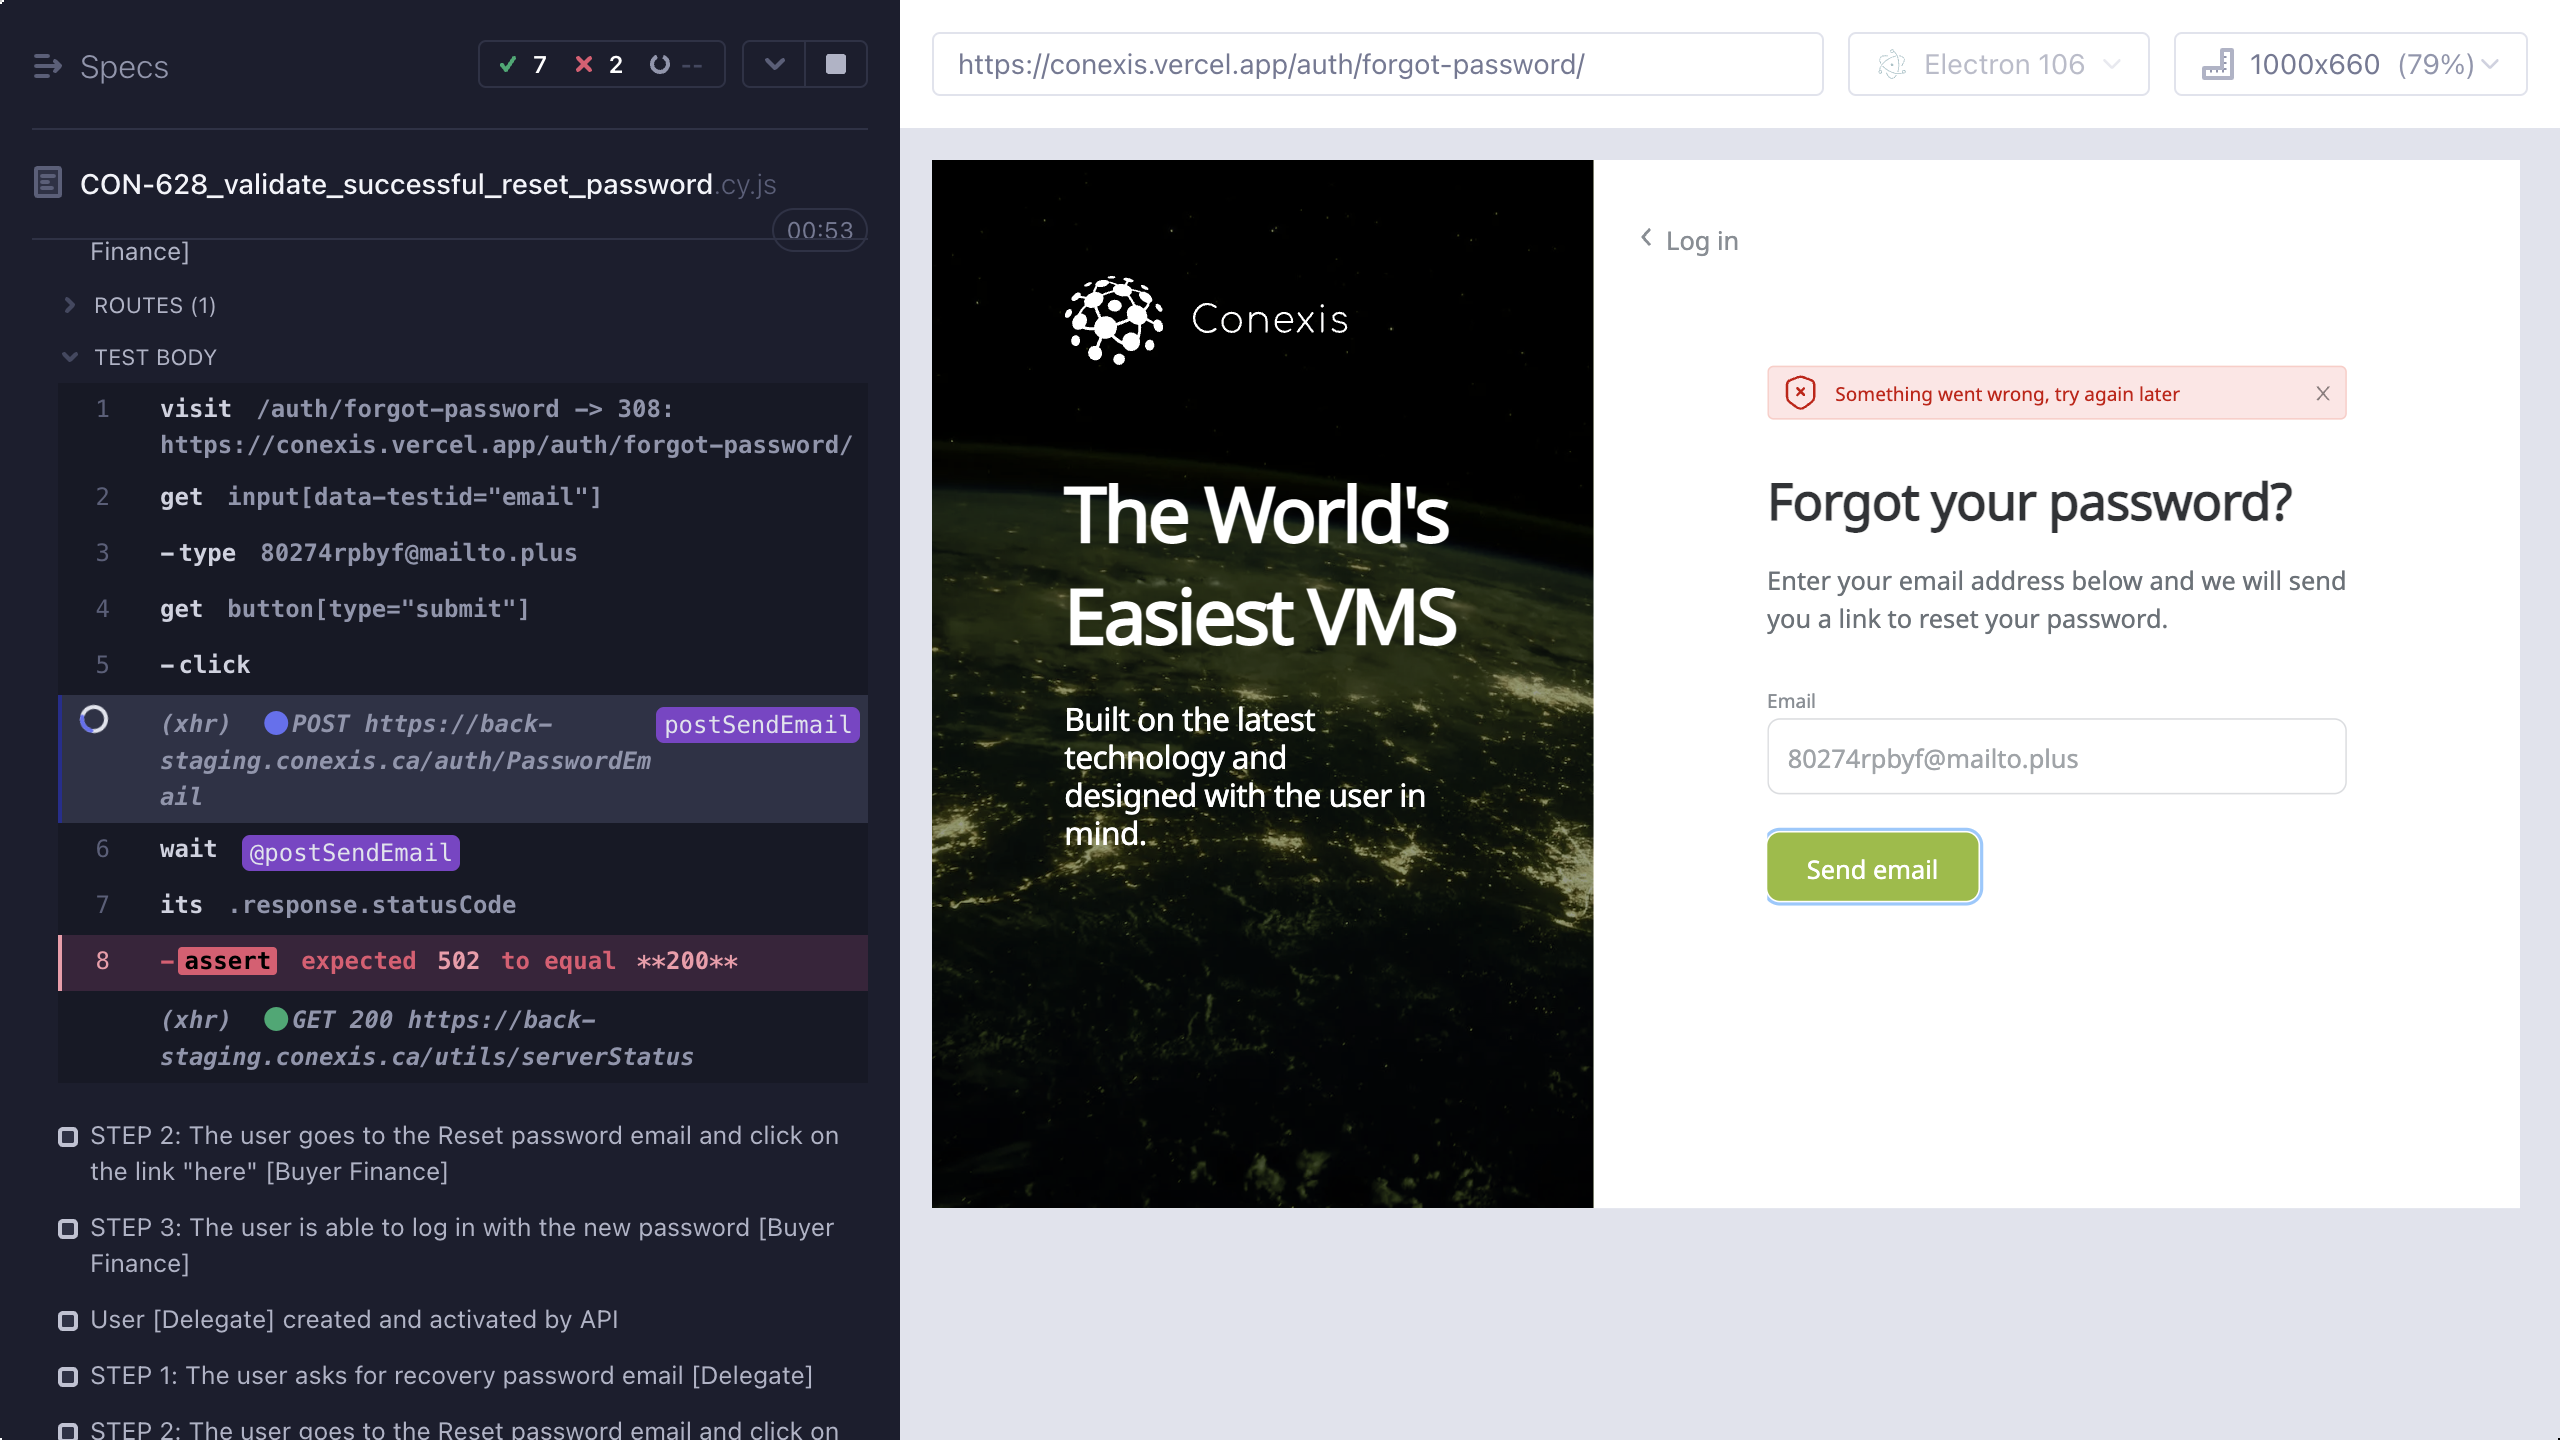 Specs
7
2
--
CON-628_validate_successful_reset_password.cy.js
00:53
Finance]
ROUTES (1)
TEST BODY
1 visit /auth/forgot-password -> 308:
https://conexis.vercel.app/auth/forgot-password/
2 get input[data-testid="email"]
3 -type 80274rpbyf@mailto.plus
4 get button[type="submit"]
5 -click
(xhr) POST https://back- postSendEmail
staging.conexis.ca/auth/PasswordEm
ail
6 wait @postSendEmail
7 its .response.statusCode
8 -assert expected 502 to equal **200**
(xhr) GET 200 https://back-
staging.conexis.ca/utils/serverStatus
STEP 2: The user goes to the Reset password email and click on
the link "here" [Buyer Finance]
STEP 3: The user is able to log in with the new password [Buyer
Finance]
User [Delegate] created and activated by API
STEP 1: The user asks for recovery password email [Delegate]
STEP 2: The user goes to the Reset password email and click on
https://conexis.vercel.app/auth/forgot-password/
Electron 106
1000x660 (79%)
Conexis
The World's
Easiest VMS
Built on the latest
technology and
designed with the user in
mind.
Log in
Something went wrong, try again later
Forgot your password?
Enter your email address below and we will send
you a link to reset your password.
Email
80274rpbyf@mailto.plus
Send email